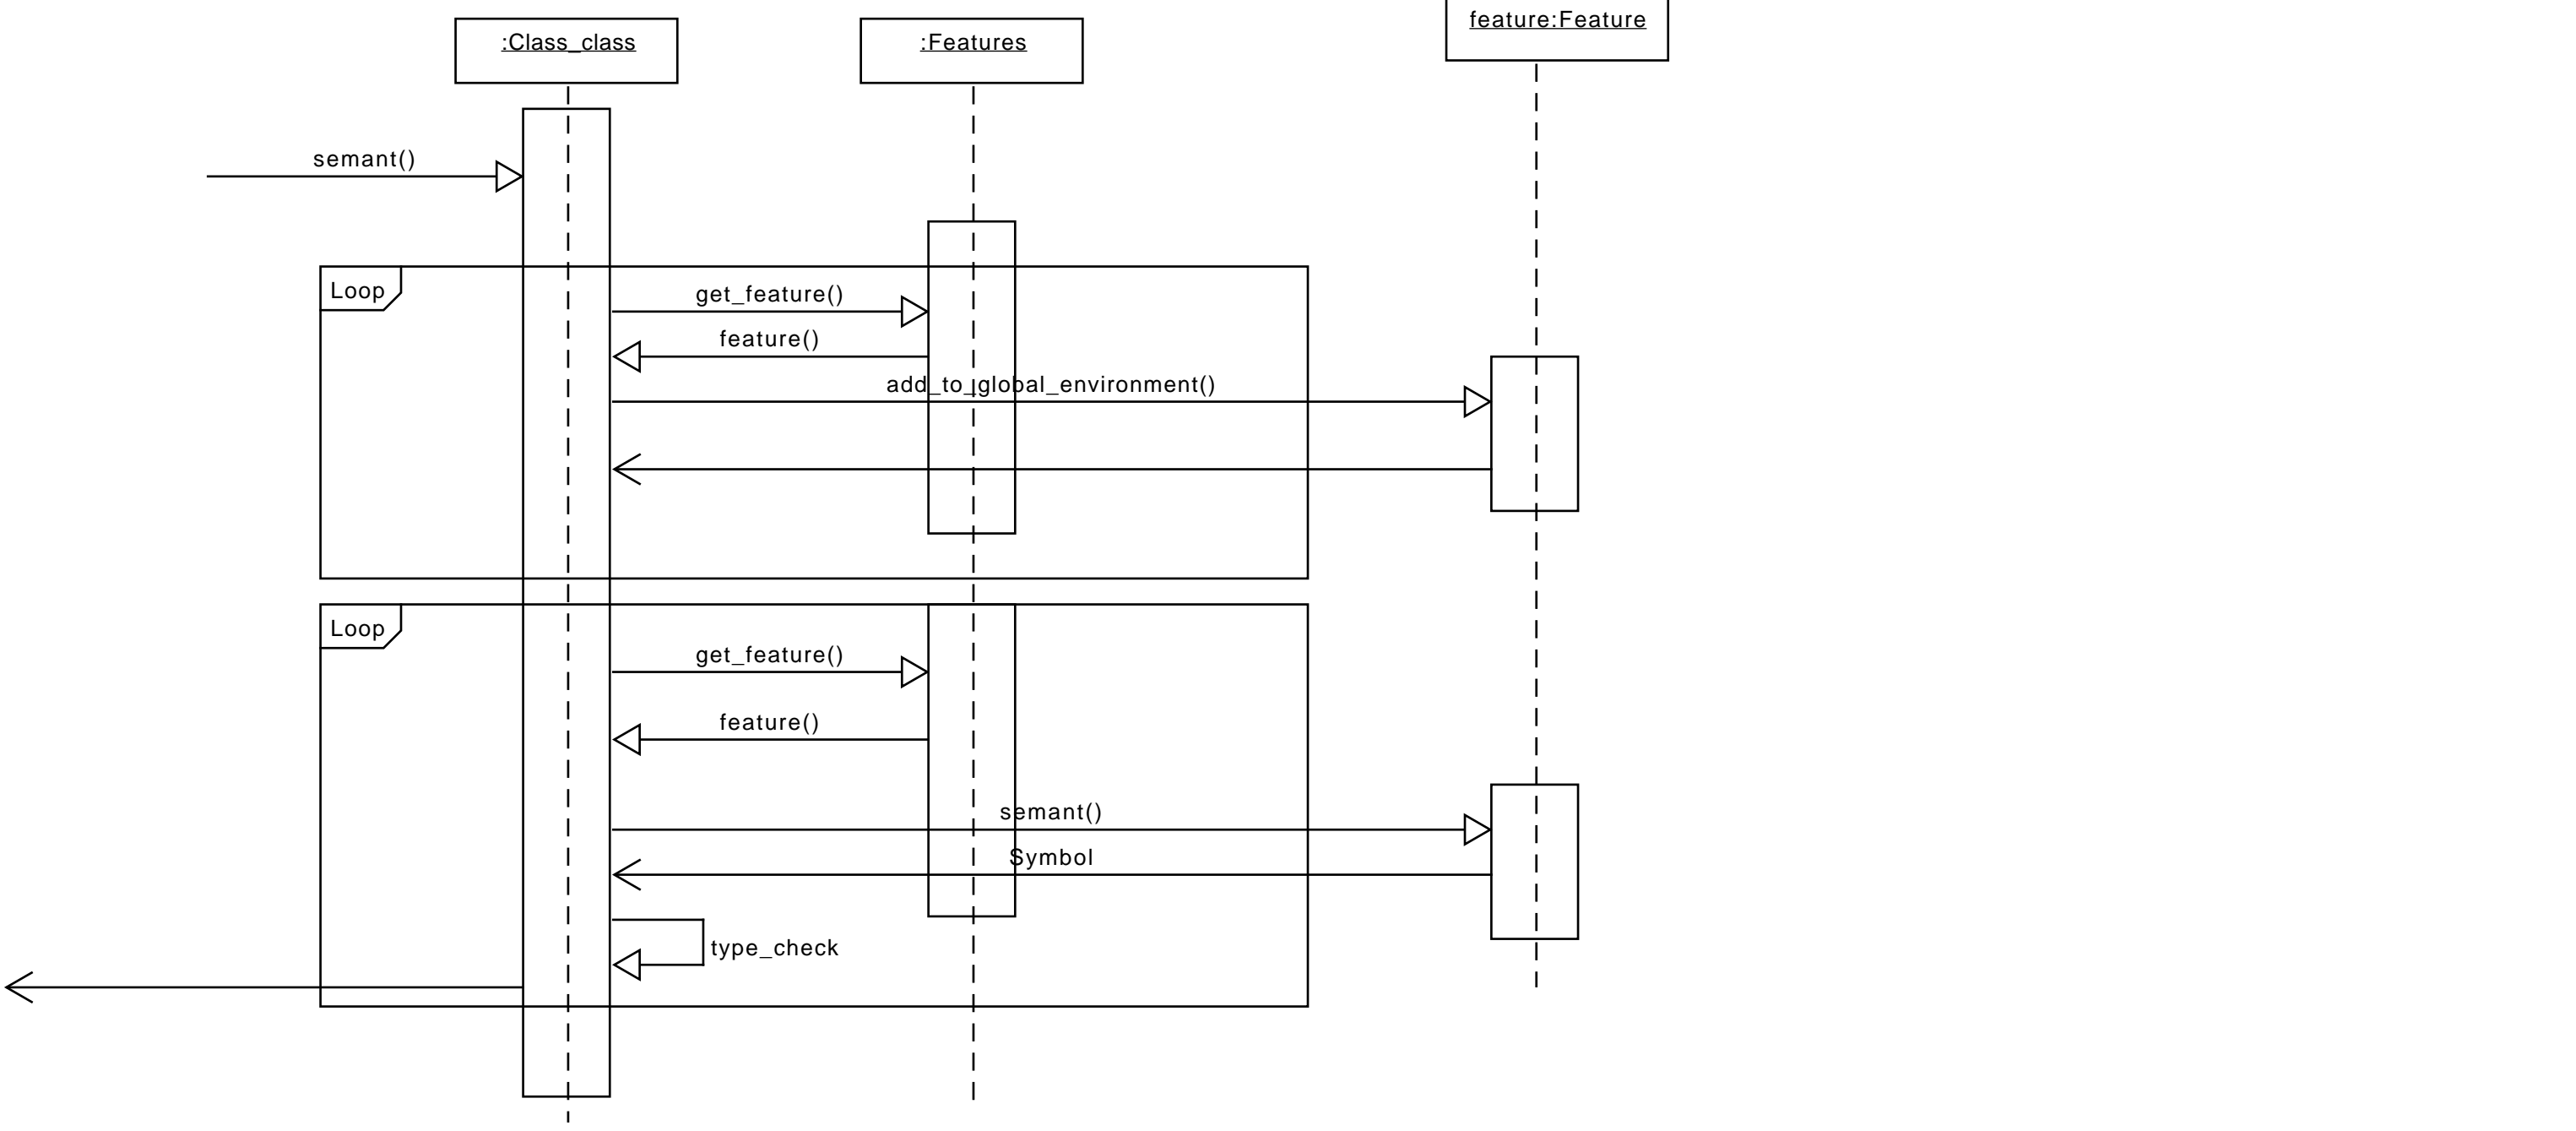 :Class_class
:Features
feature:Feature
semant()
Loop
get_feature()
feature()
add_to_global_environment()
Loop
get_feature()
feature()
semant()
Symbol
type_check